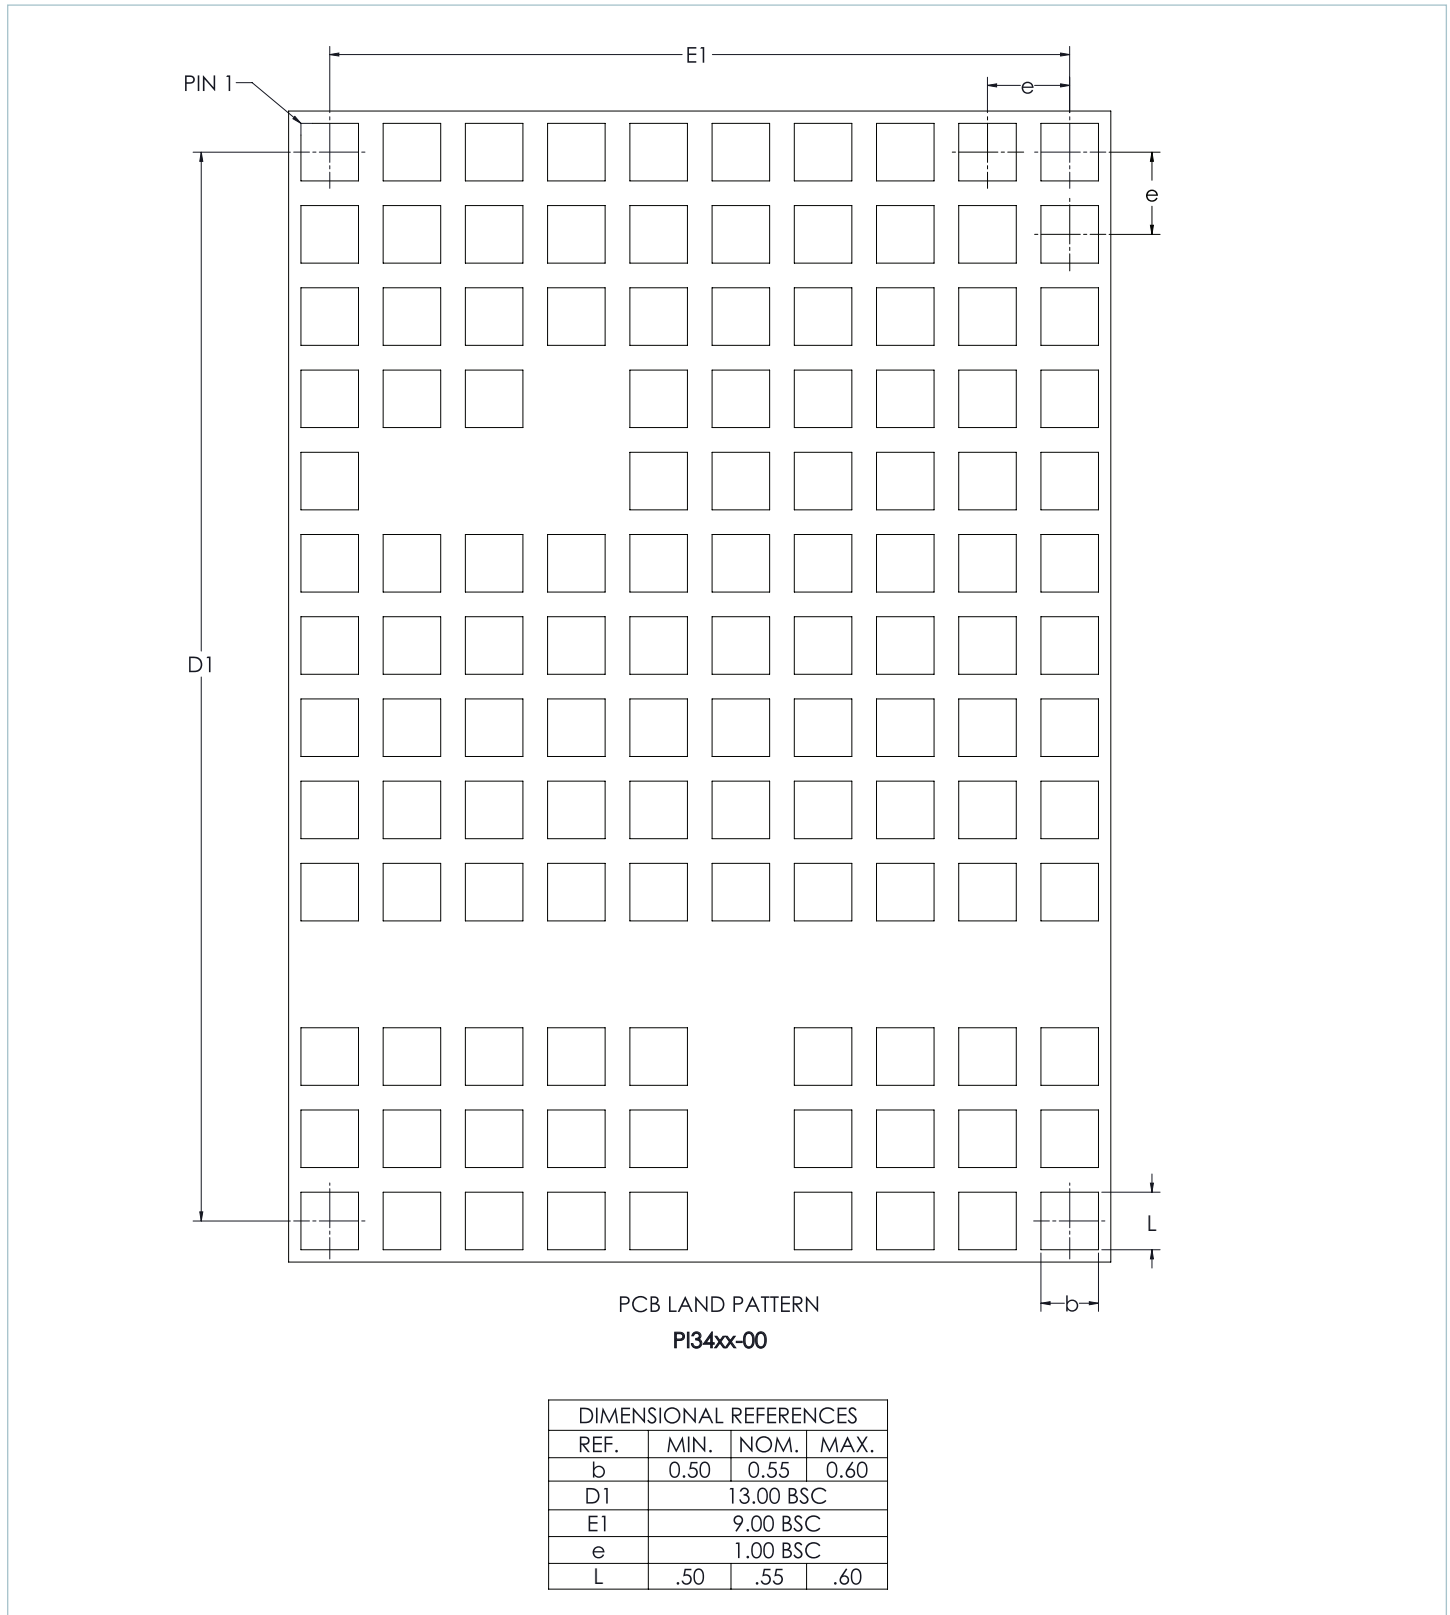 E1
PIN 1
e
e
D1
L
b
PCB LAND PATTERN
PI34xx-00
DIMENSIONAL REFERENCES
REF. MIN. NOM. MAX.
b 0.50 0.55 0.60
D1 13.00 BSC
E1 9.00 BSC
e 1.00 BSC
L .50 .55 .60